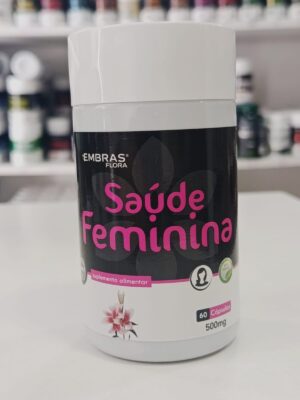 EMBRAS®
FLORA
Saúde
Feminina
suplemento alimentar
60 Cápsulas
500mg